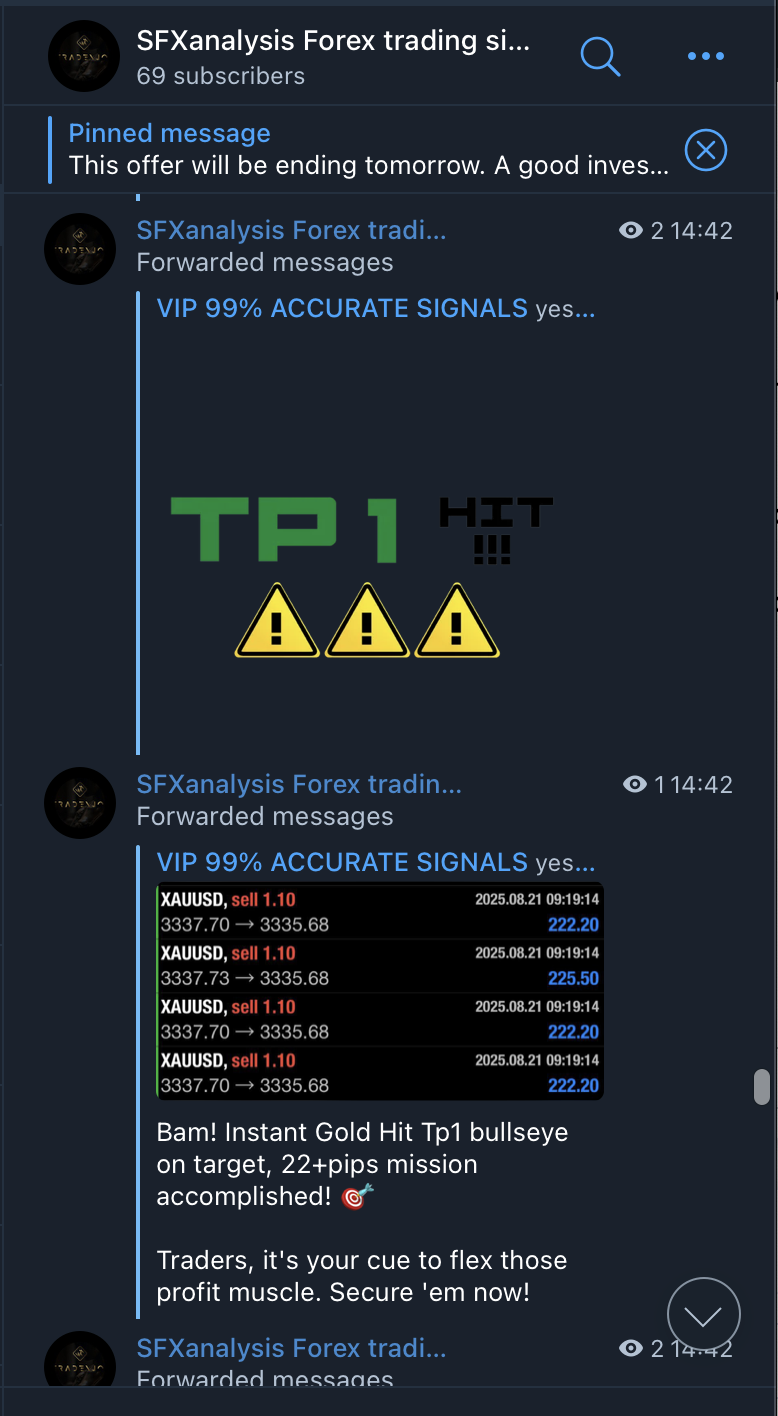 SFXanalysis Forex trading si...
69 subscribers
Pinned message
This offer will be ending tomorrow. A good inves...
SFXanalysis Forex tradi...
2 14:42
Forwarded messages
VIP 99% ACCURATE SIGNALS yes...
TP 1 HIT
!!!
SFXanalysis Forex tradin...
1 14:42
Forwarded messages
VIP 99% ACCURATE SIGNALS yes...
XAUUSD, sell 1.10 2025.08.21 09:19:14
3337.70 → 3335.68 222.20
XAUUSD, sell 1.10 2025.08.21 09:19:14
3337.73 → 3335.68 225.50
XAUUSD, sell 1.10 2025.08.21 09:19:14
3337.70 → 3335.68 222.20
XAUUSD, sell 1.10 2025.08.21 09:19:14
3337.70 → 3335.68 222.20
Bam! Instant Gold Hit Tp1 bullseye
on target, 22+pips mission
accomplished! 🎯
Traders, it's your cue to flex those
profit muscle. Secure 'em now!
SFXanalysis Forex tradi...
2 14:42
Forwarded messages